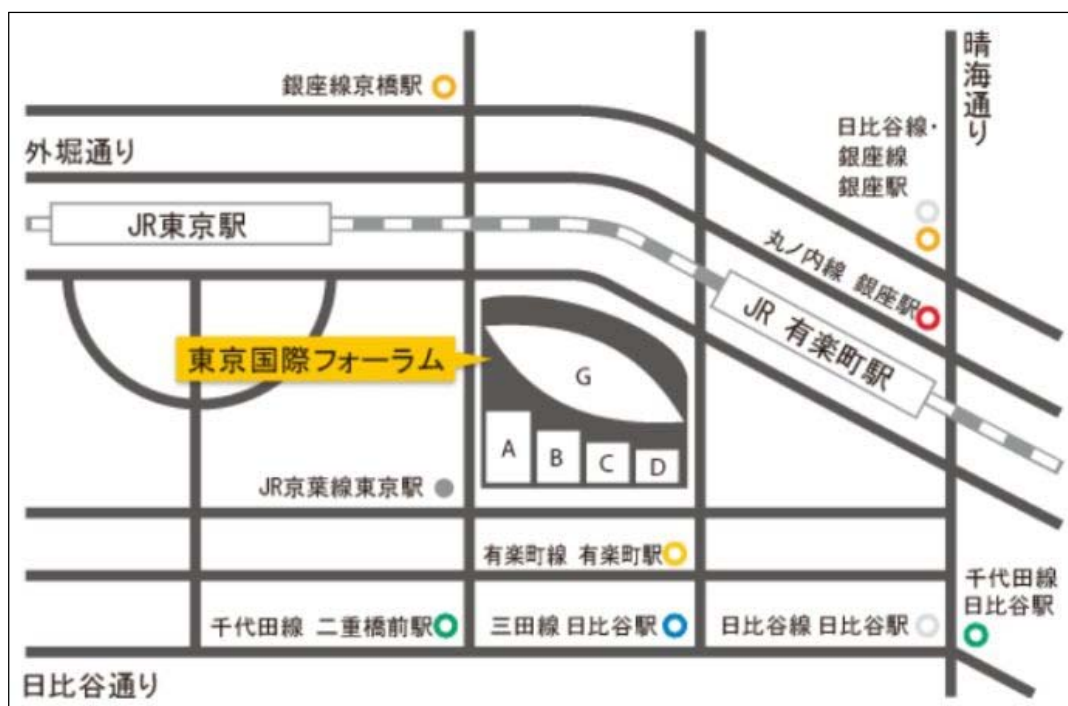 銀座線京橋駅
晴海通り
外堀通り
日比谷線・
銀座線
銀座駅
JR東京駅
丸ノ内線 銀座駅
JR 有楽町駅
東京国際フォーラム
G
A
B
C
D
JR京葉線東京駅
有楽町線 有楽町駅
千代田線
日比谷駅
千代田線 二重橋前駅
三田線 日比谷駅
日比谷線 日比谷駅
日比谷通り